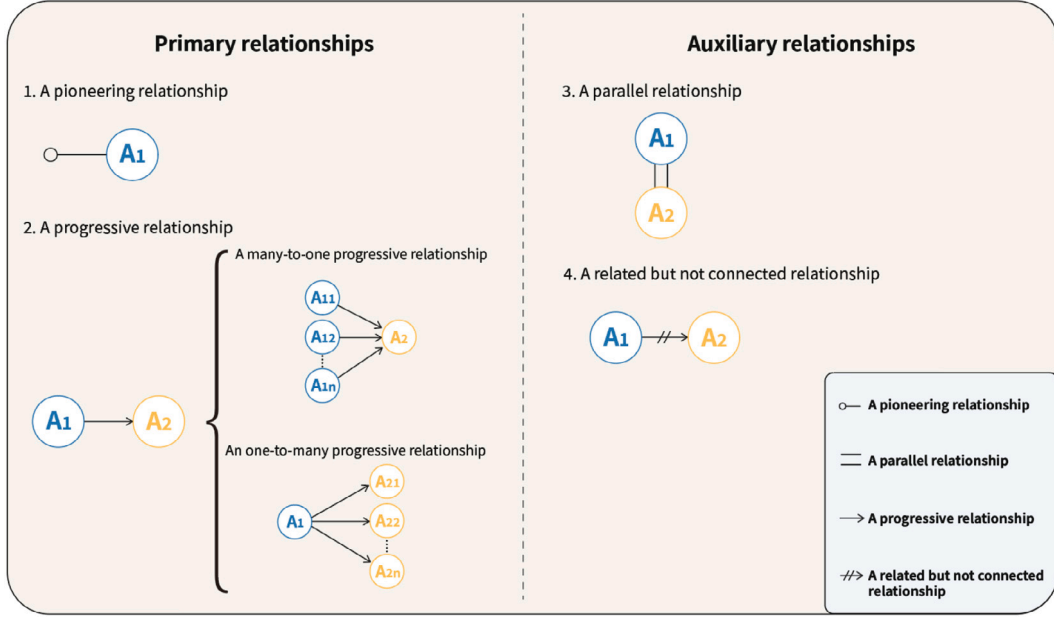 Primary relationships
1. A pioneering relationship
A1
2. A progressive relationship
A many-to-one progressive relationship
A11
A12
A2
A1n
A1
A2
An one-to-many progressive relationship
A21
A1
A22
A2n
Auxiliary relationships
3. A parallel relationship
A1
A2
4. A related but not connected relationship
A1
A2
A pioneering relationship
A parallel relationship
A progressive relationship
A related but not connected
relationship